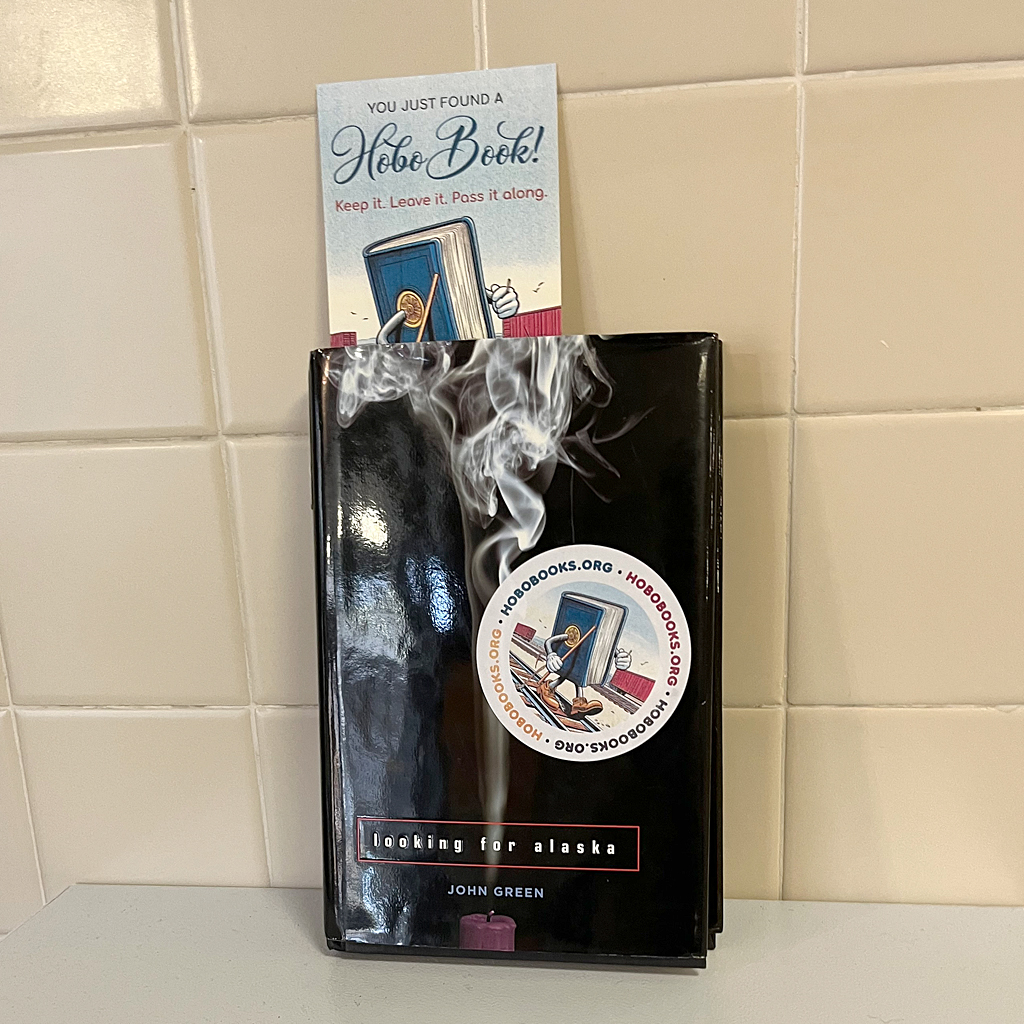 YOU JUST FOUND A
Hobo Book!
Keep it. Leave it. Pass it along.
HOBOBOOKS.ORG • HOBOBOOKS.ORG • HOBOBOOKS.ORG • HOBOBOOKS.ORG •
looking for alaska
JOHN GREEN